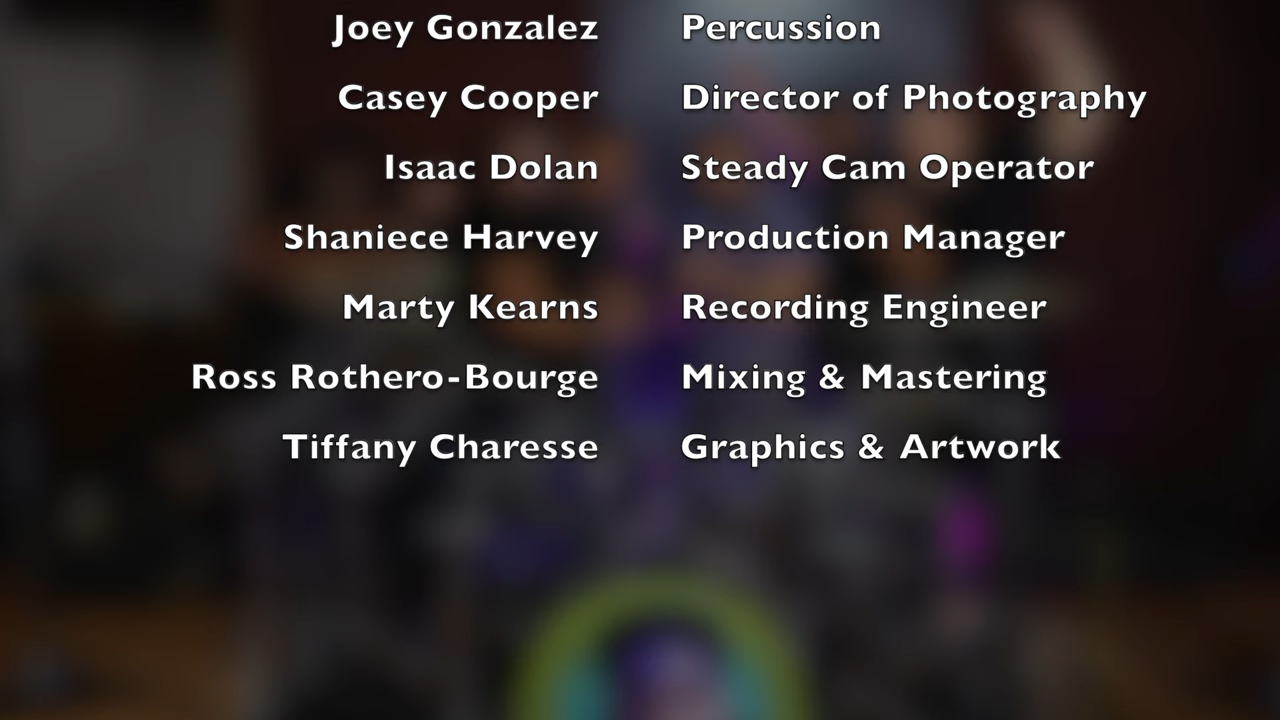 Joey Gonzalez Percussion
Casey Cooper Director of Photography
Isaac Dolan Steady Cam Operator
Shaniece Harvey Production Manager
Marty Kearns Recording Engineer
Ross Rothero-Bourge Mixing & Mastering
Tiffany Charesse Graphics & Artwork